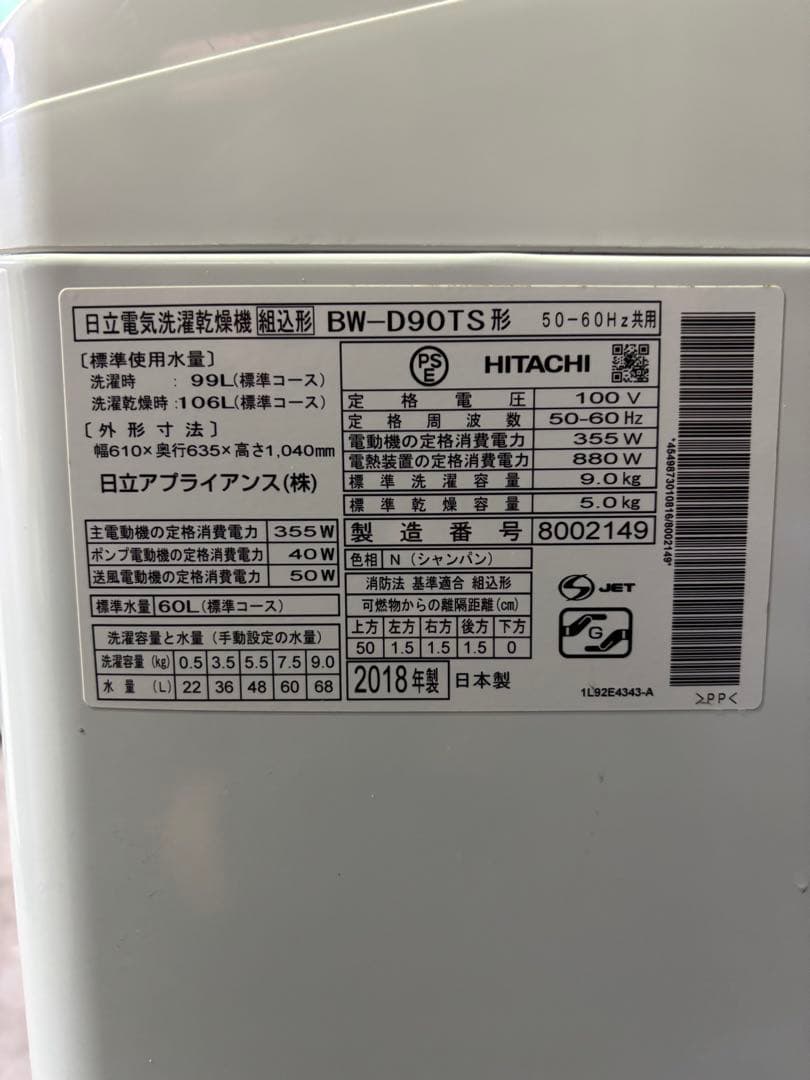 日立電気洗濯乾燥機 組込形 BW-D90TS形 50-60Hz共用
〔標準使用水量〕
洗濯時 : 99L(標準コース)
洗濯乾燥時:106L(標準コース)
〔外形寸法〕
幅610×奥行635×高さ1,040mm
日立アプライアンス(株)
主電動機の定格消費電力 355W
ポンプ電動機の定格消費電力 40W
送風電動機の定格消費電力 50W
標準水量 60L(標準コース)
洗濯容量と水量 (手動設定の水量)
洗濯容量 (kg) 0.5 3.5 5.5 7.5 9.0
水量 (L) 22 36 48 60 68
PSE HITACHI
定格電圧 100V
定格周波数 50-60Hz
電動機の定格消費電力 355W
電熱装置の定格消費電力 880W
標準洗濯容量 9.0kg
標準乾燥容量 5.0kg
製造番号 8002149
色相 N (シャンパン)
消防法 基準適合 組込形
可燃物からの離隔距離(cm)
上方 左方 右方 後方 下方
50 1.5 1.5 1.5 0
2018年製 日本製
S JET
G
1L92E4343-A
*4549873010816/8002149*
>PP<